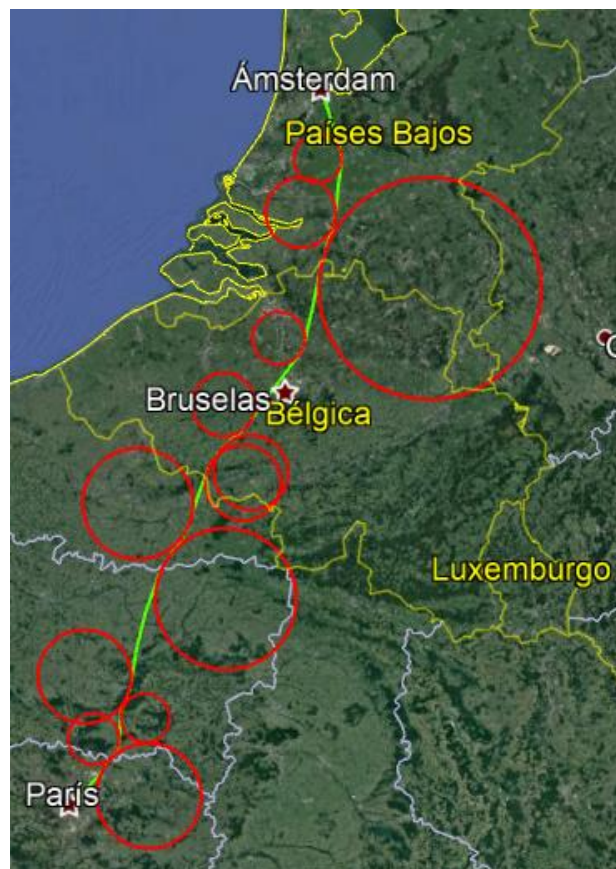 Ámsterdam
Países Bajos
Bruselas
Bélgica
Luxemburgo
París